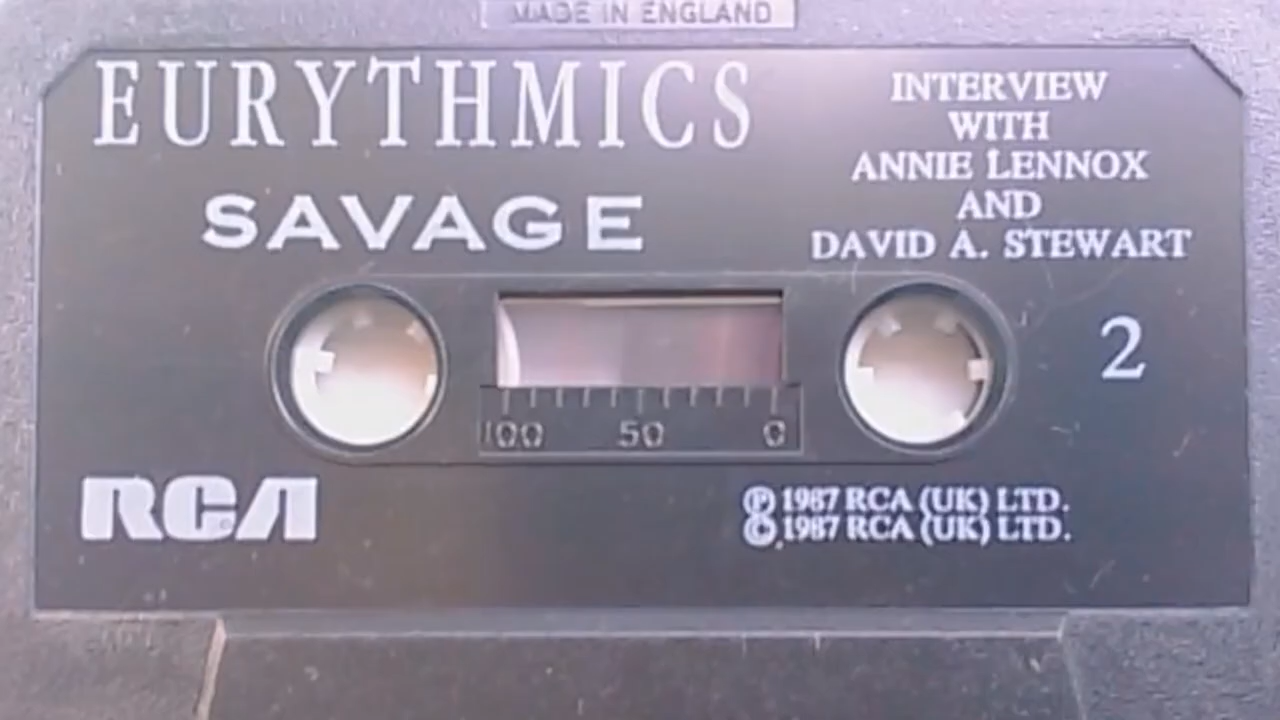 MADE IN ENGLAND
EURYTHMICS
SAVAGE
INTERVIEW
WITH
ANNIE LENNOX
AND
DAVID A. STEWART
2
100 50 0
RCA
℗ 1987 RCA (UK) LTD.
© 1987 RCA (UK) LTD.